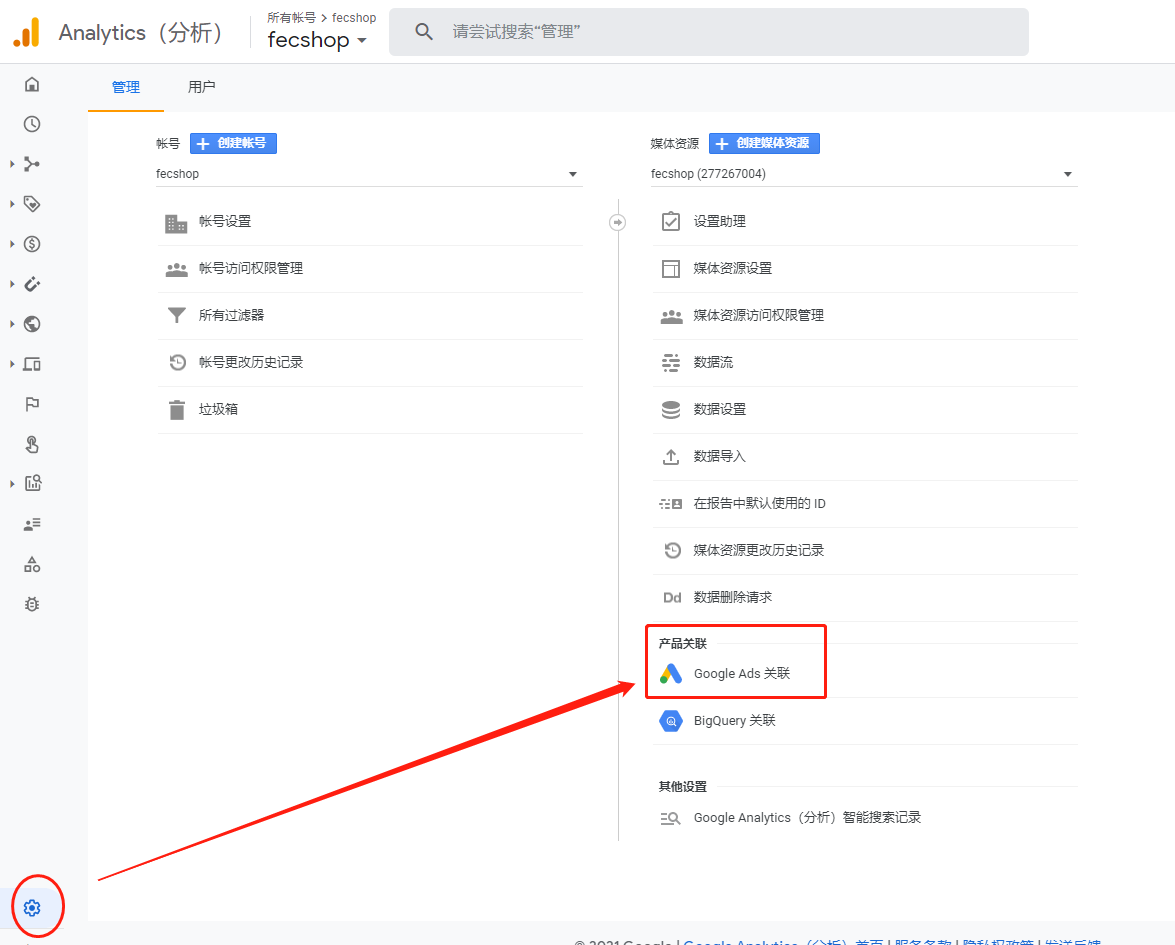 Analytics（分析）
所有帐号 > fecshop
fecshop
请尝试搜索“管理”
管理
用户
帐号
创建帐号
fecshop
帐号设置
帐号访问权限管理
所有过滤器
帐号更改历史记录
垃圾箱
媒体资源
创建媒体资源
fecshop (277267004)
设置助理
媒体资源设置
媒体资源访问权限管理
数据流
数据设置
数据导入
在报告中默认使用的 ID
媒体资源更改历史记录
Dd 数据删除请求
产品关联
Google Ads 关联
BigQuery 关联
其他设置
Google Analytics（分析）智能搜索记录
© 2021 Google | Google Analytics（分析）首页 | 服务条款 | 隐私权政策 | 发送反馈